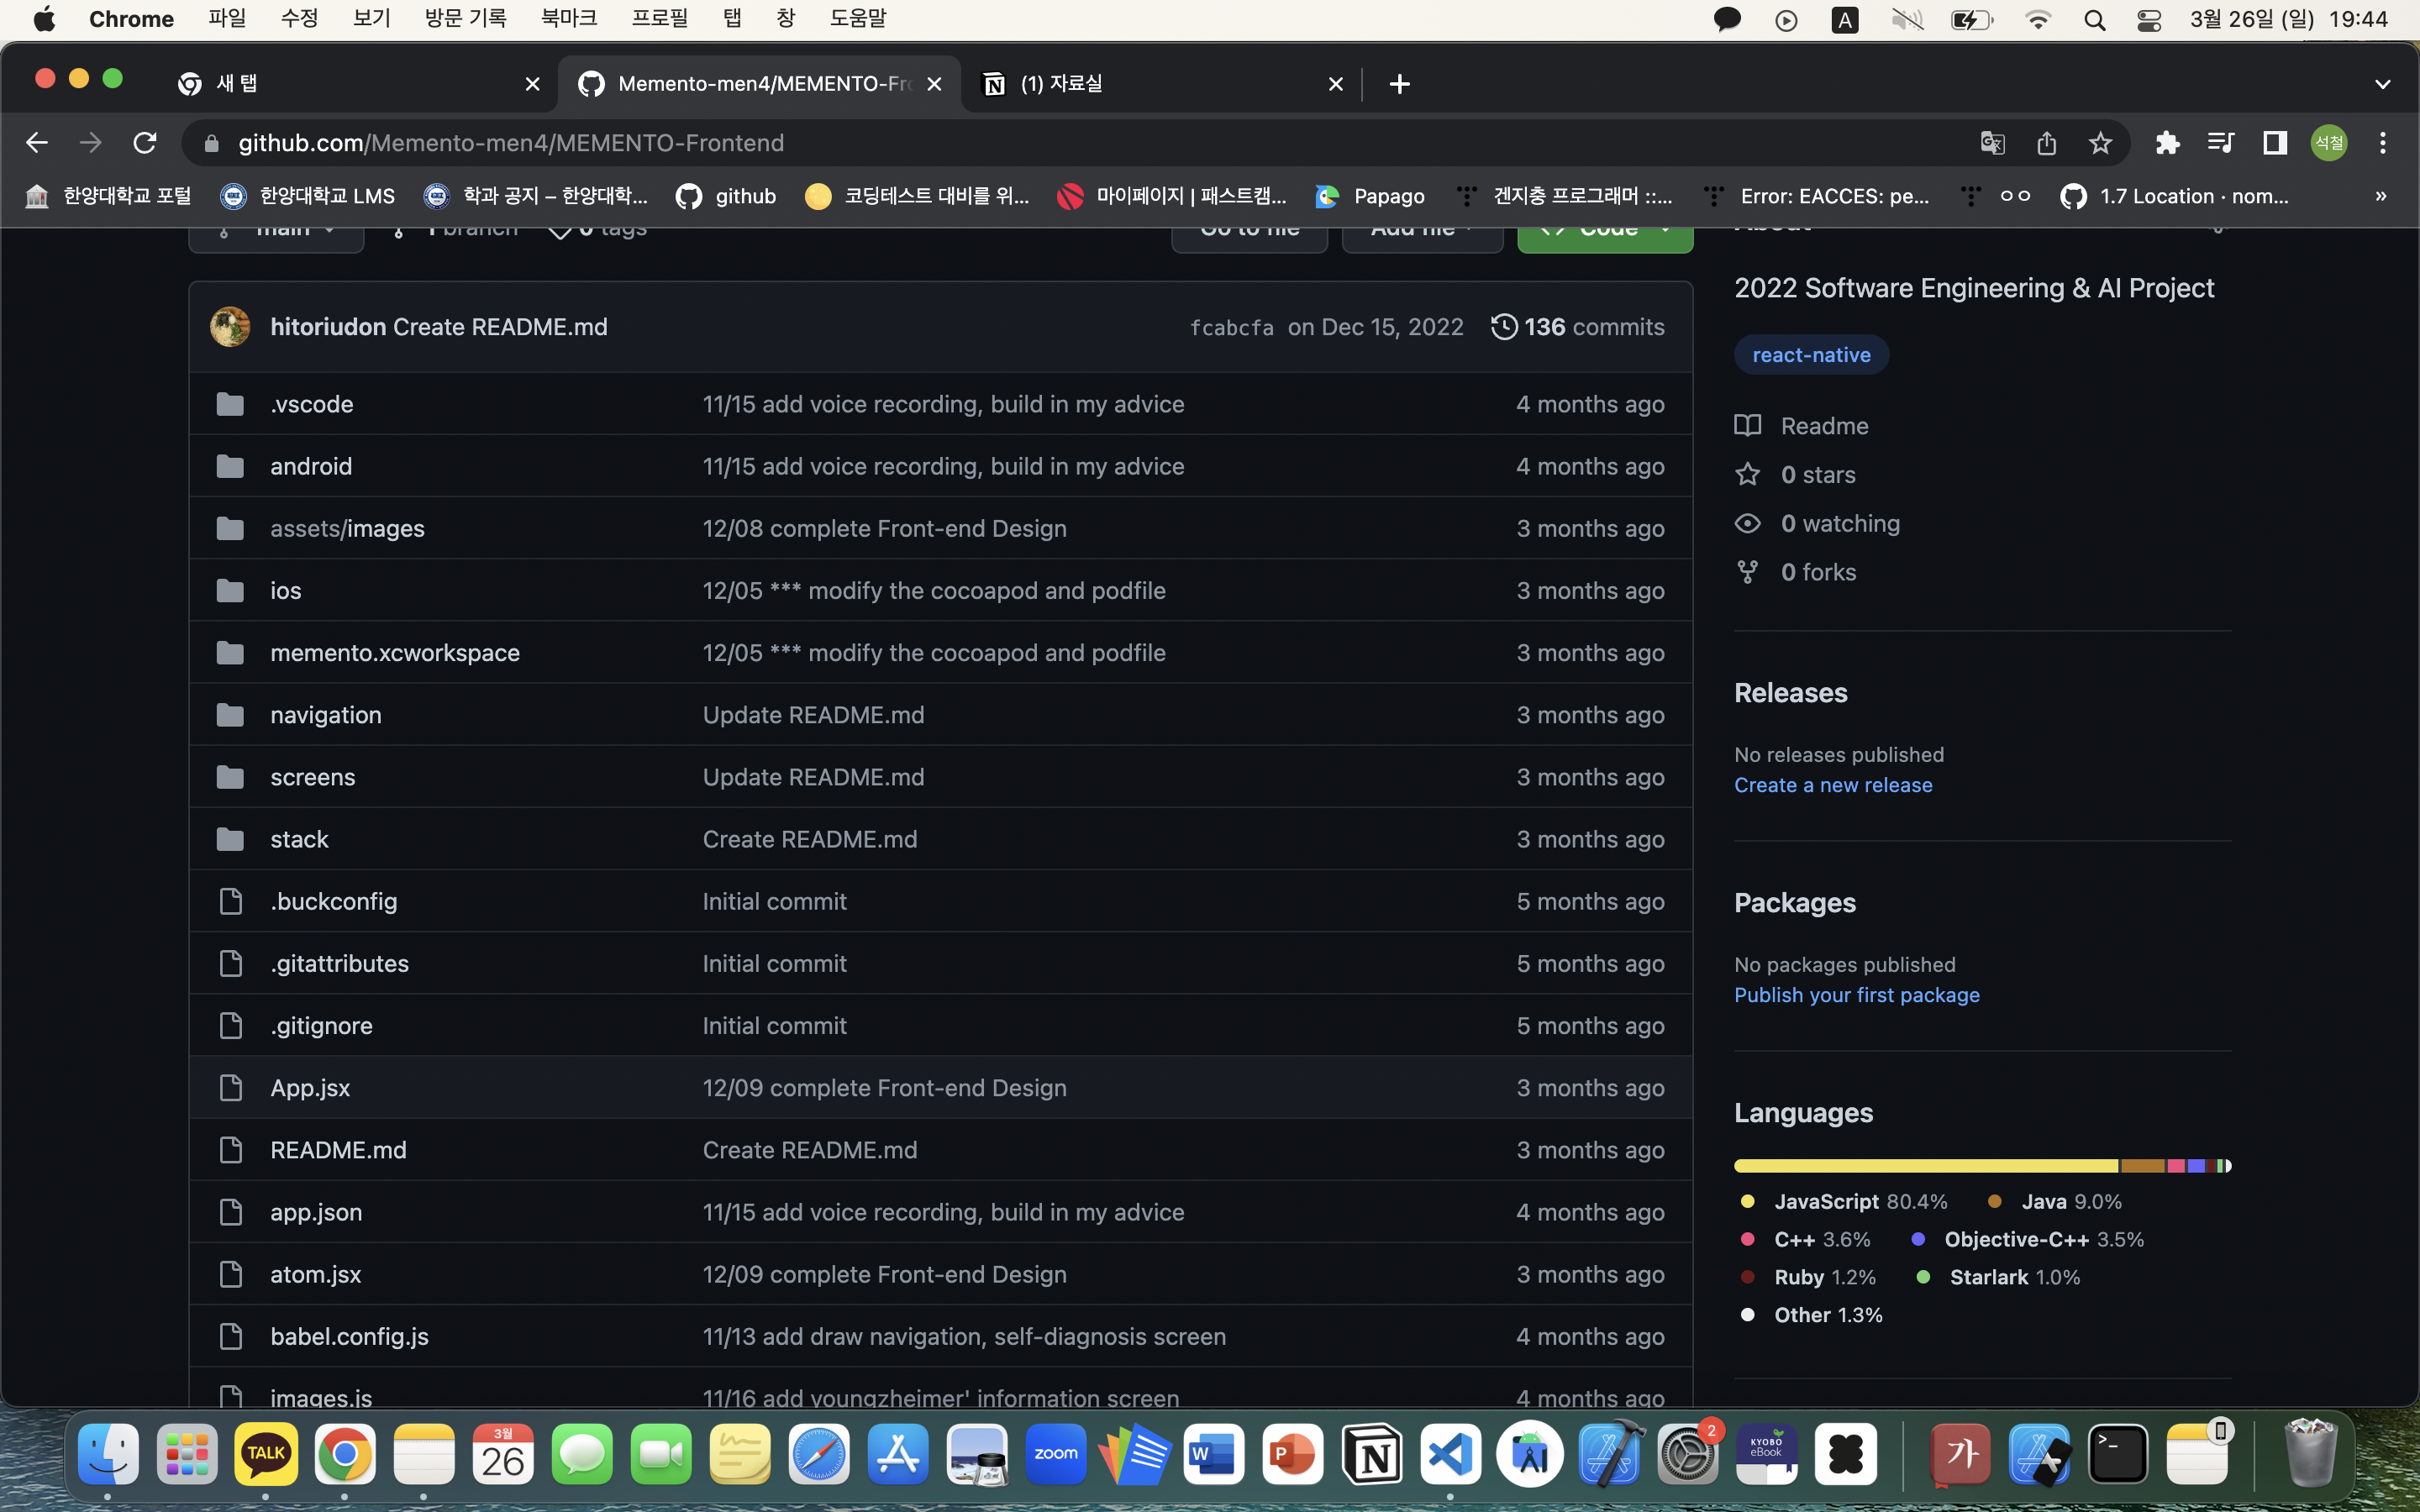 Chrome 파일 수정 보기 방문 기록 북마크 프로필 탭 창 도움말 A 3월 26일 (일) 19:44
새 탭 Memento-men4/MEMENTO-Fr (1) 자료실
github.com/Memento-men4/MEMENTO-Frontend 석철
한양대학교 포털 한양대학교 LMS 학과 공지 – 한양대학... github 코딩테스트 대비를 위... 마이페이지 | 패스트캠... Papago 겐지충 프로그래머 ::... Error: EACCES: pe... ㅇㅇ 1.7 Location · nom... »
main 1 branch 0 tags Go to file Add file Code About
2022 Software Engineering & AI Project
hitoriudon Create README.md fcabcfa on Dec 15, 2022 136 commits
react-native
.vscode 11/15 add voice recording, build in my advice 4 months ago
Readme
android 11/15 add voice recording, build in my advice 4 months ago
0 stars
assets/images 12/08 complete Front-end Design 3 months ago
0 watching
0 forks
ios 12/05 *** modify the cocoapod and podfile 3 months ago
memento.xcworkspace 12/05 *** modify the cocoapod and podfile 3 months ago
Releases
navigation Update README.md 3 months ago
No releases published
Create a new release
screens Update README.md 3 months ago
stack Create README.md 3 months ago
Packages
.buckconfig Initial commit 5 months ago
.gitattributes Initial commit 5 months ago
No packages published
Publish your first package
.gitignore Initial commit 5 months ago
App.jsx 12/09 complete Front-end Design 3 months ago
Languages
README.md Create README.md 3 months ago
app.json 11/15 add voice recording, build in my advice 4 months ago
JavaScript 80.4% Java 9.0%
C++ 3.6% Objective-C++ 3.5%
atom.jsx 12/09 complete Front-end Design 3 months ago
Ruby 1.2% Starlark 1.0%
Other 1.3%
babel.config.js 11/13 add draw navigation, self-diagnosis screen 4 months ago
images.js 11/16 add youngzheimer' information screen 4 months ago
TALK 3월 26 zoom W P N 2 KYOBO eBook 가 >_